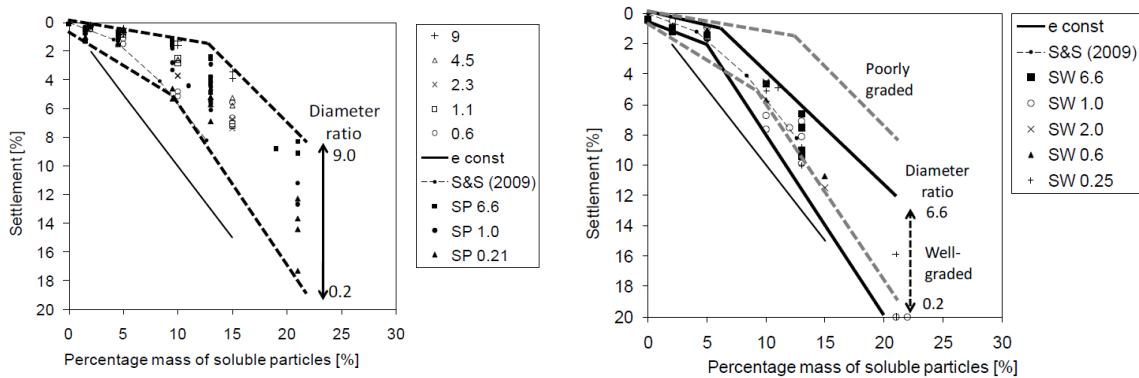 0
2
4
6
8
10
12
14
16
18
20
0 5 10 15 20 25 30
Settlement [%]
Percentage mass of soluble particles [%]
Diameter
ratio
9.0
0.2
9
4.5
2.3
1.1
0.6
e const
S&S (2009)
SP 6.6
SP 1.0
SP 0.21
0
2
4
6
8
10
12
14
16
18
20
0 5 10 15 20 25 30
Settlement [%]
Percentage mass of soluble particles [%]
Poorly
graded
Diameter
ratio
6.6
Well-
graded
0.2
e const
S&S (2009)
SW 6.6
SW 1.0
SW 2.0
SW 0.6
SW 0.25